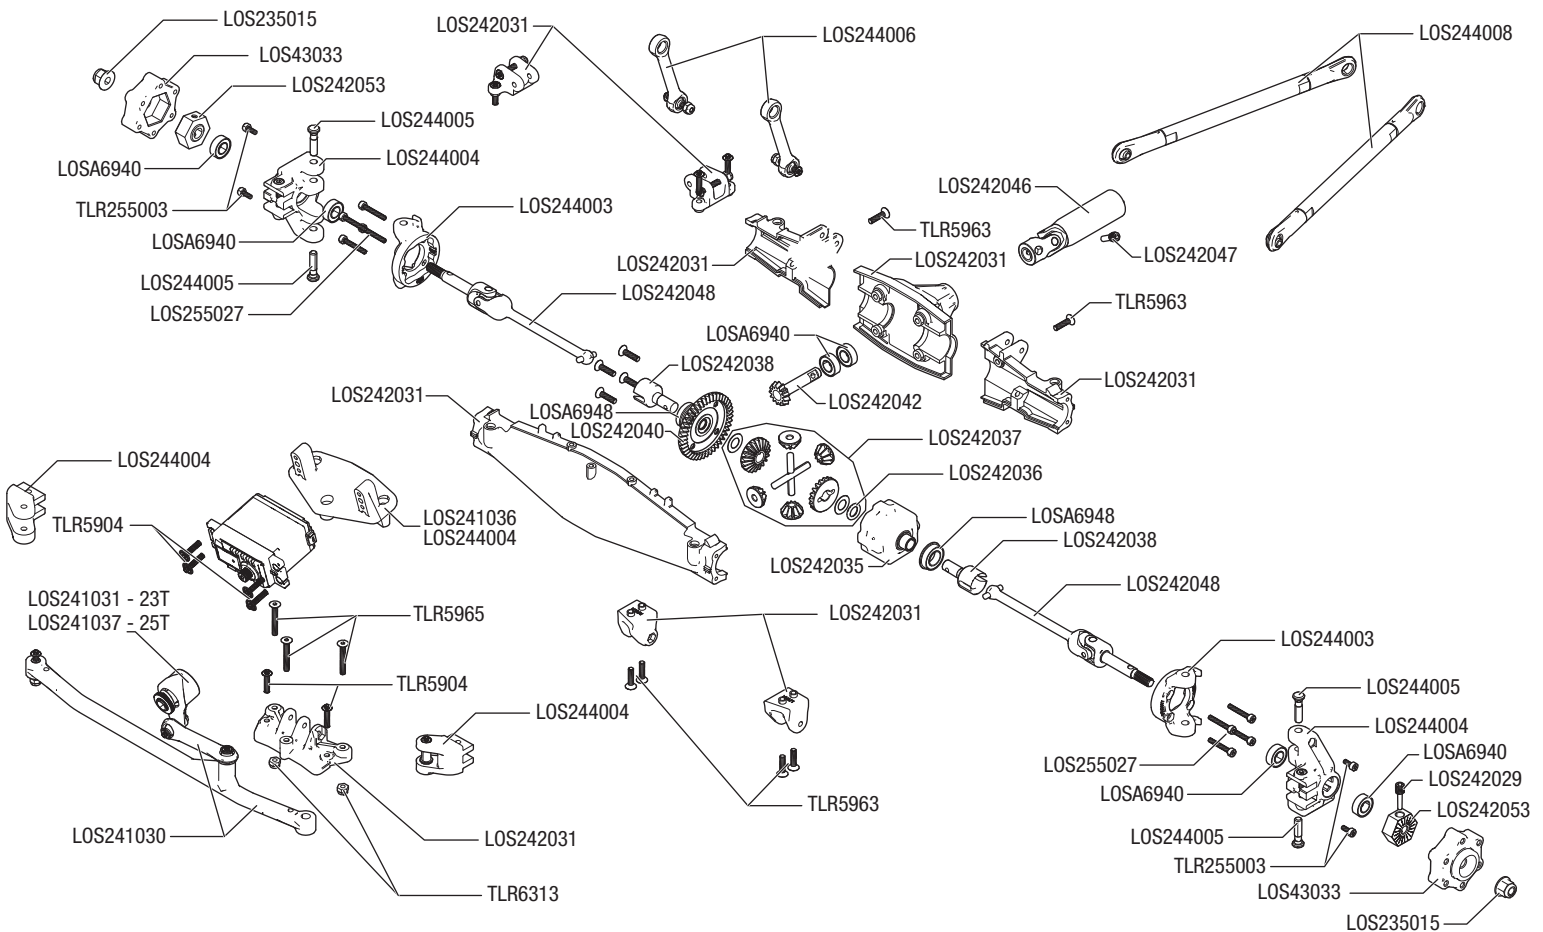 LOS235015
LOS242031
LOS244006
LOS244008
LOS43033
LOS242053
LOS244005
LOS244004
LOSA6940
LOS242046
TLR255003
LOS244003
TLR5963
LOSA6940
LOS242047
LOS242031
LOS242031
LOS244005
LOS242048
LOS255027
TLR5963
LOSA6940
LOS242038
LOS242031
LOS242031
LOS242042
LOSA6948
LOS242040
LOS242037
LOS244004
LOS242036
LOS241036
LOS244004
TLR5904
LOSA6948
LOS242038
LOS242035
LOS242048
LOS241031 - 23T
LOS241037 - 25T
TLR5965
LOS242031
LOS244003
TLR5904
LOS244005
LOS244004
LOS244004
LOSA6940
LOS255027
LOS242029
LOSA6940
TLR5963
LOS242053
LOS241030
LOS242031
LOS244005
TLR255003
LOS43033
TLR6313
LOS235015